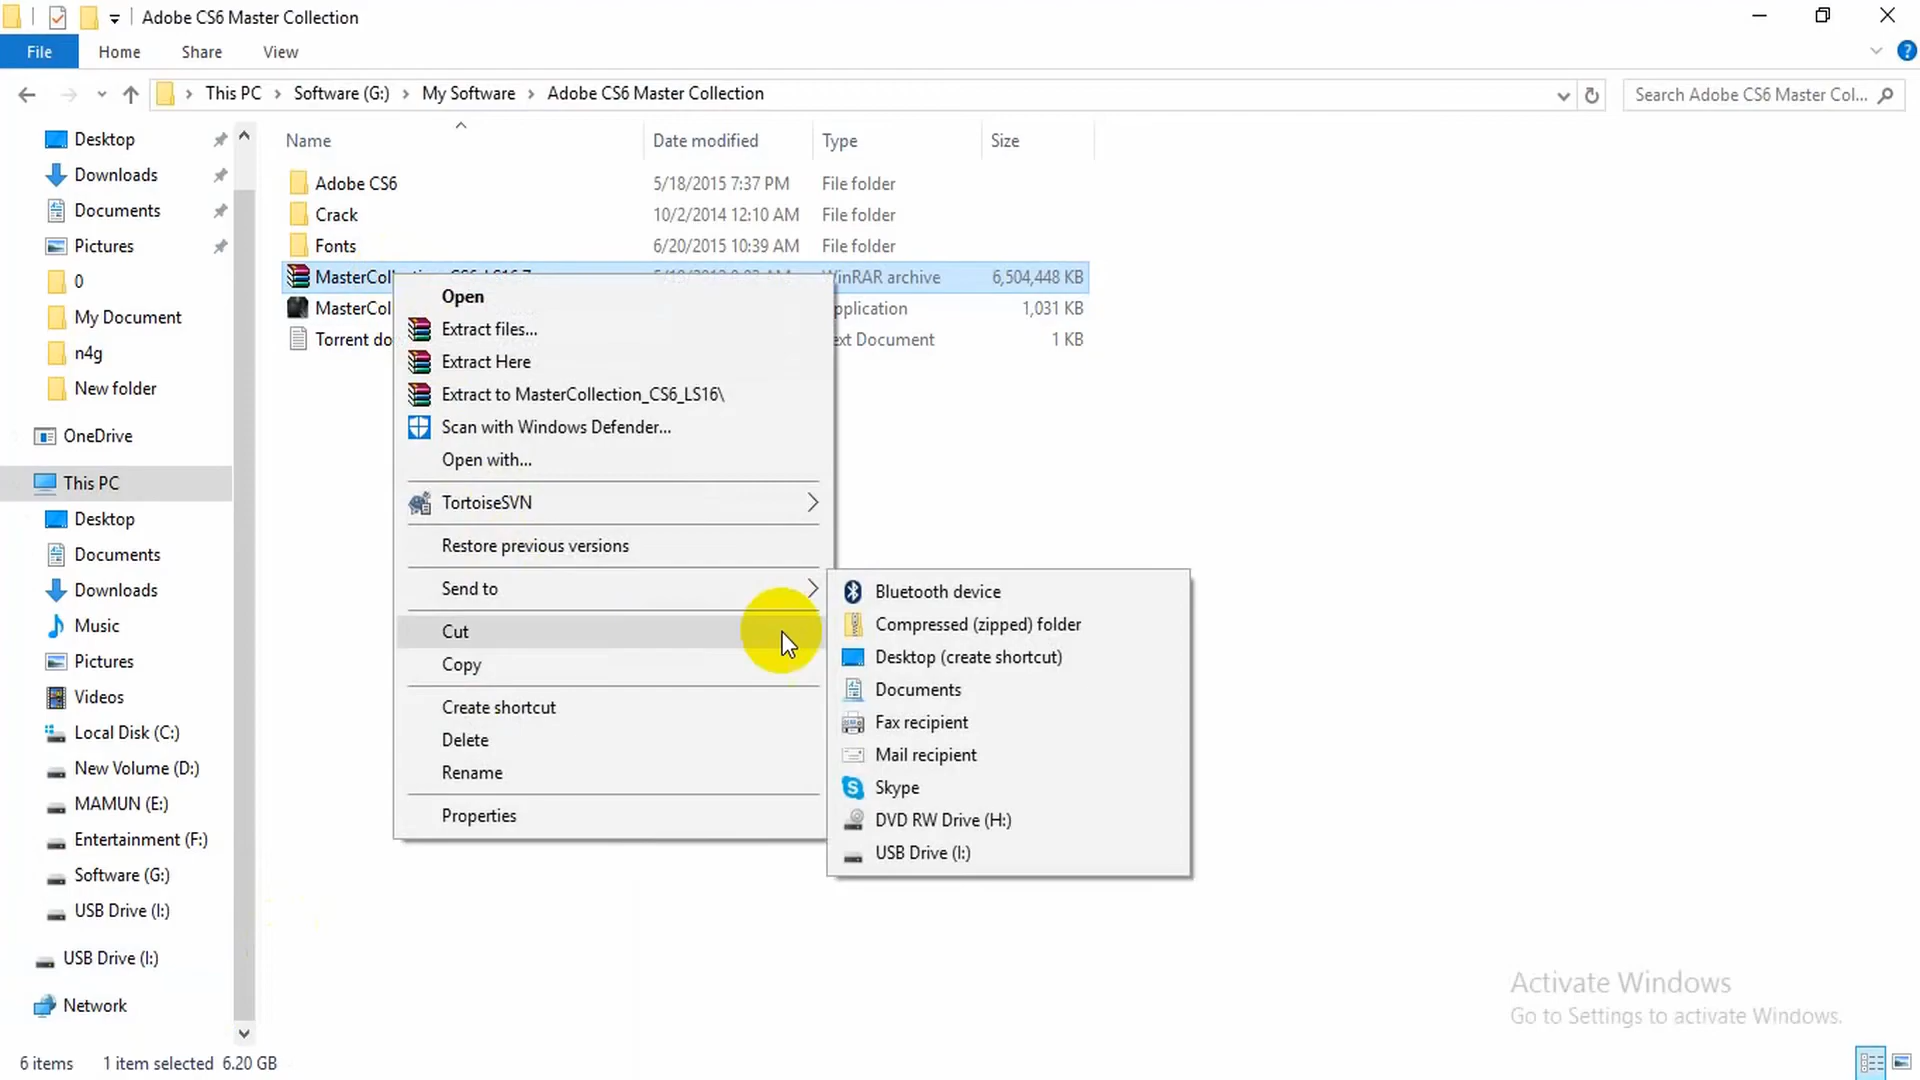 Adobe CS6 Master Collection
File Home Share View
This PC Software (G:) My Software Adobe CS6 Master Collection
Search Adobe CS6 Master Col...
Desktop
Downloads
Documents
Pictures
0
My Document
n4g
New folder
OneDrive
This PC
Desktop
Documents
Downloads
Music
Pictures
Videos
Local Disk (C:)
New Volume (D:)
MAMUN (E:)
Entertainment (F:)
Software (G:)
USB Drive (I:)
USB Drive (I:)
Network
Name Date modified Type Size
Adobe CS6 5/18/2015 7:37 PM File folder
Crack 10/2/2014 12:10 AM File folder
Fonts 6/20/2015 10:39 AM File folder
MasterCol WinRAR archive 6,504,448 KB
MasterCol pplication 1,031 KB
Torrent do ext Document 1 KB
Open
Extract files...
Extract Here
Extract to MasterCollection_CS6_LS16\
Scan with Windows Defender...
Open with...
TortoiseSVN
Restore previous versions
Send to
Cut
Copy
Create shortcut
Delete
Rename
Properties
Bluetooth device
Compressed (zipped) folder
Desktop (create shortcut)
Documents
Fax recipient
Mail recipient
Skype
DVD RW Drive (H:)
USB Drive (I:)
Activate Windows
Go to Settings to activate Windows.
6 items 1 item selected 6.20 GB